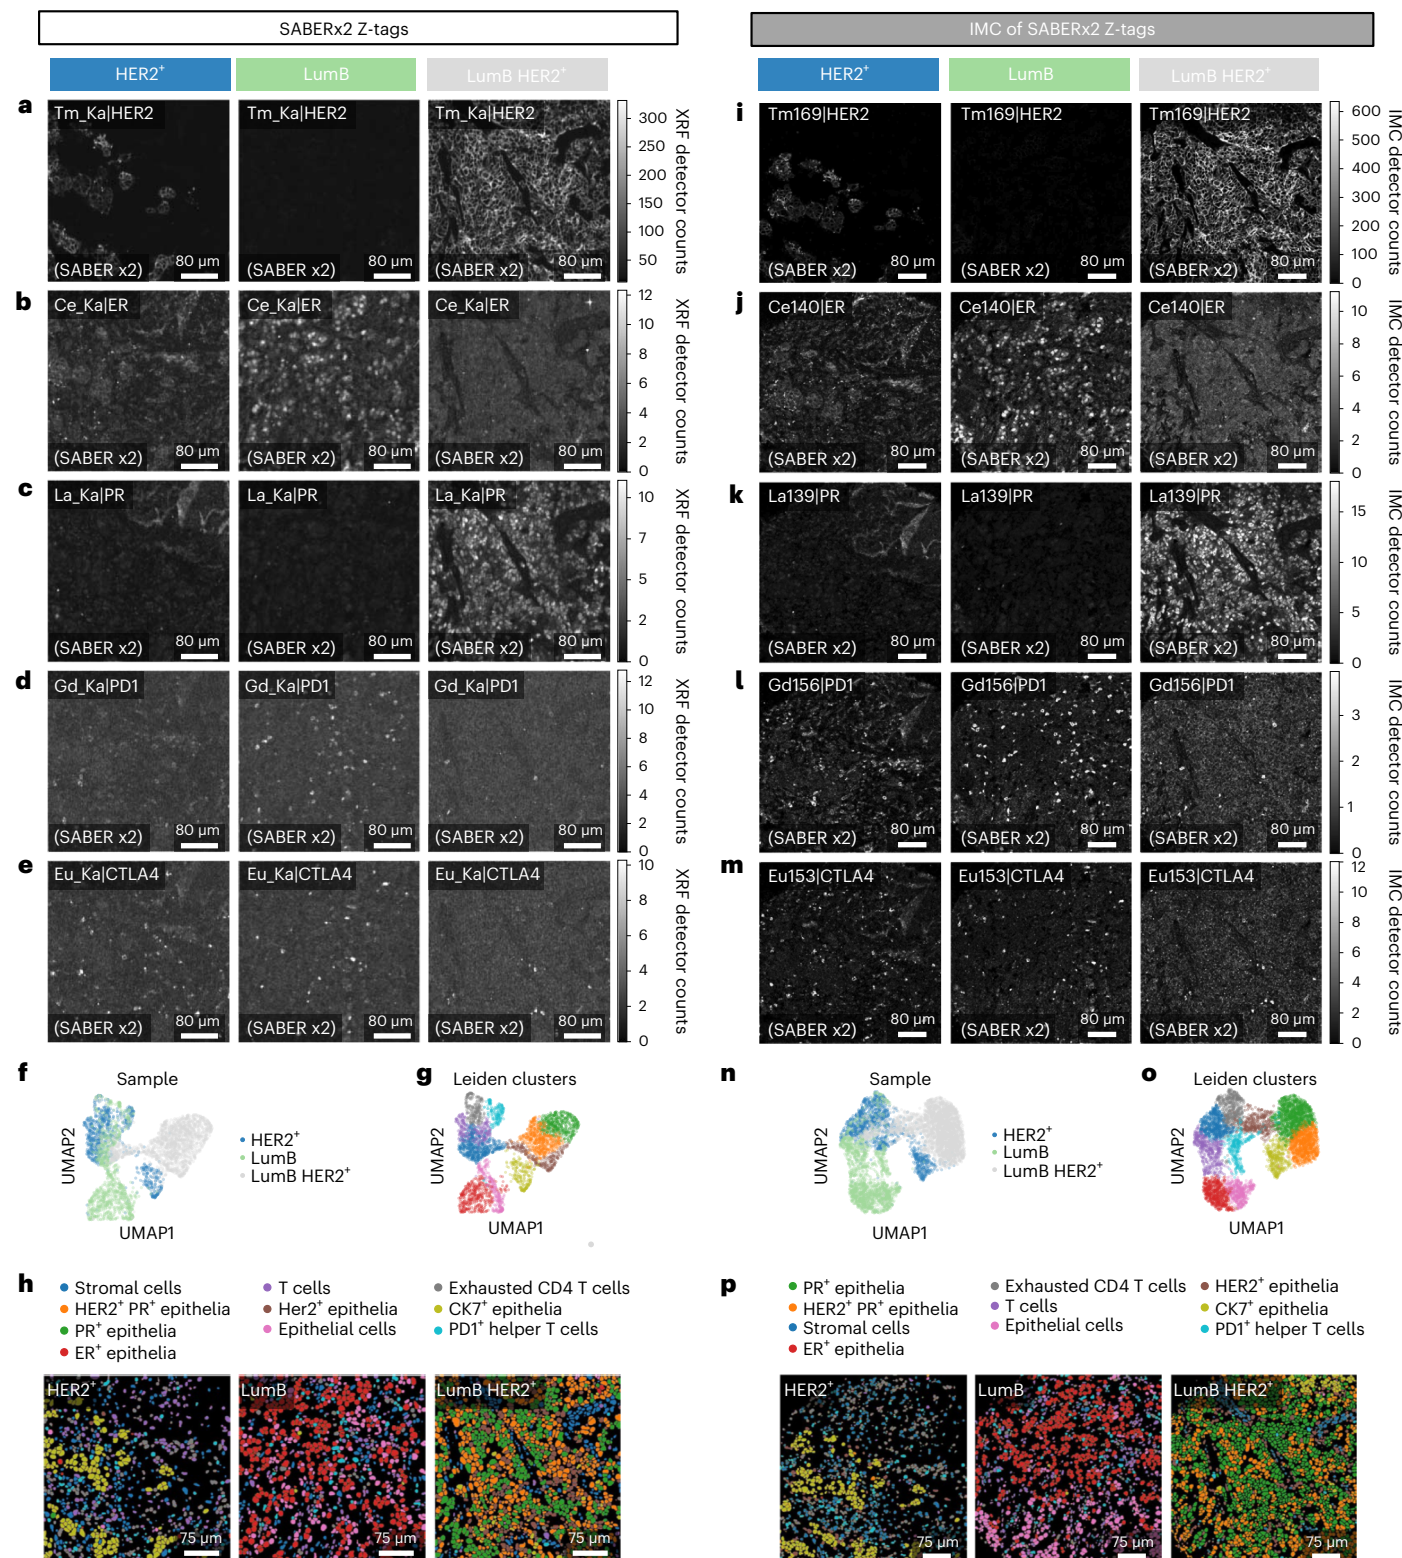 SABERx2 Z-tags
HER2⁺ LumB LumB HER2⁺
a
Tm_Ka|HER2 Tm_Ka|HER2 Tm_Ka|HER2
(SABER x2) 80 µm (SABER x2) 80 µm (SABER x2) 80 µm
300
250
200
150
100
50
XRF detector counts
b
Ce_Ka|ER Ce_Ka|ER Ce_Ka|ER
(SABER x2) 80 µm (SABER x2) 80 µm (SABER x2) 80 µm
12
10
8
6
4
2
0
XRF detector counts
c
La_Ka|PR La_Ka|PR La_Ka|PR
(SABER x2) 80 µm (SABER x2) 80 µm (SABER x2) 80 µm
10
7
5
2
0
XRF detector counts
d
Gd_Ka|PD1 Gd_Ka|PD1 Gd_Ka|PD1
(SABER x2) 80 µm (SABER x2) 80 µm (SABER x2) 80 µm
12
10
8
6
4
2
0
XRF detector counts
e
Eu_Ka|CTLA4 Eu_Ka|CTLA4 Eu_Ka|CTLA4
(SABER x2) 80 µm (SABER x2) 80 µm (SABER x2) 80 µm
10
8
6
4
2
0
XRF detector counts
f
Sample
UMAP2
UMAP1
HER2⁺
LumB
LumB HER2⁺
g
Leiden clusters
UMAP2
UMAP1
h
Stromal cells T cells Exhausted CD4 T cells
HER2⁺ PR⁺ epithelia Her2⁺ epithelia CK7⁺ epithelia
PR⁺ epithelia Epithelial cells PD1⁺ helper T cells
ER⁺ epithelia
HER2⁺ LumB LumB HER2⁺
75 µm 75 µm 75 µm
IMC of SABERx2 Z-tags
HER2⁺ LumB LumB HER2⁺
i
Tm169|HER2 Tm169|HER2 Tm169|HER2
(SABER x2) 80 µm (SABER x2) 80 µm (SABER x2) 80 µm
600
500
400
300
200
100
0
IMC detector counts
j
Ce140|ER Ce140|ER Ce140|ER
(SABER x2) 80 µm (SABER x2) 80 µm (SABER x2) 80 µm
10
8
6
4
2
0
IMC detector counts
k
La139|PR La139|PR La139|PR
(SABER x2) 80 µm (SABER x2) 80 µm (SABER x2) 80 µm
15
10
5
0
IMC detector counts
l
Gd156|PD1 Gd156|PD1 Gd156|PD1
(SABER x2) 80 µm (SABER x2) 80 µm (SABER x2) 80 µm
3
2
1
0
IMC detector counts
m
Eu153|CTLA4 Eu153|CTLA4 Eu153|CTLA4
(SABER x2) 80 µm (SABER x2) 80 µm (SABER x2) 80 µm
12
10
8
6
4
2
0
IMC detector counts
n
Sample
UMAP2
UMAP1
HER2⁺
LumB
LumB HER2⁺
o
Leiden clusters
UMAP2
UMAP1
p
PR⁺ epithelia Exhausted CD4 T cells HER2⁺ epithelia
HER2⁺ PR⁺ epithelia T cells CK7⁺ epithelia
Stromal cells Epithelial cells PD1⁺ helper T cells
ER⁺ epithelia
HER2⁺ LumB LumB HER2⁺
75 µm 75 µm 75 µm